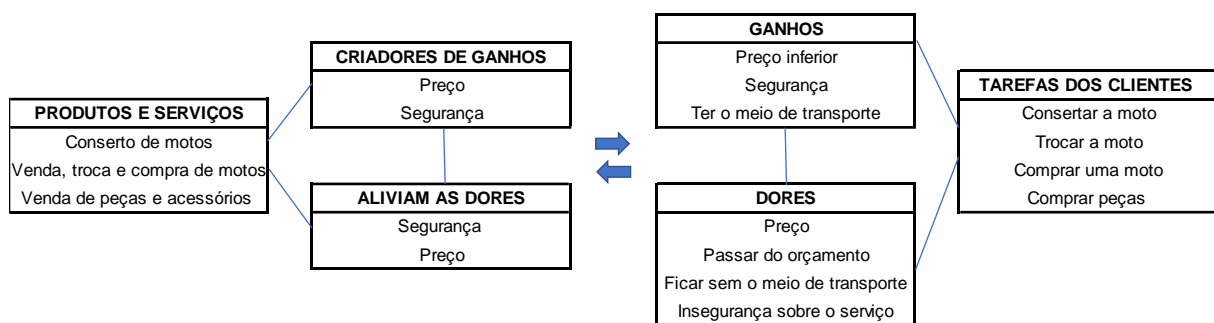 PRODUTOS E SERVIÇOS
Conserto de motos
Venda, troca e compra de motos
Venda de peças e acessórios
CRIADORES DE GANHOS
Preço
Segurança
ALIVIAM AS DORES
Segurança
Preço
GANHOS
Preço inferior
Segurança
Ter o meio de transporte
DORES
Preço
Passar do orçamento
Ficar sem o meio de transporte
Insegurança sobre o serviço
TAREFAS DOS CLIENTES
Consertar a moto
Trocar a moto
Comprar uma moto
Comprar peças